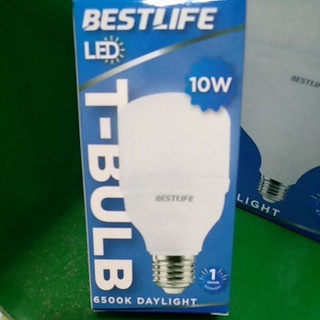 BESTLIFE
LED
10W
T-BULB
BESTLIFE
6500K DAYLIGHT
1
BESTLIFE
LIGHT